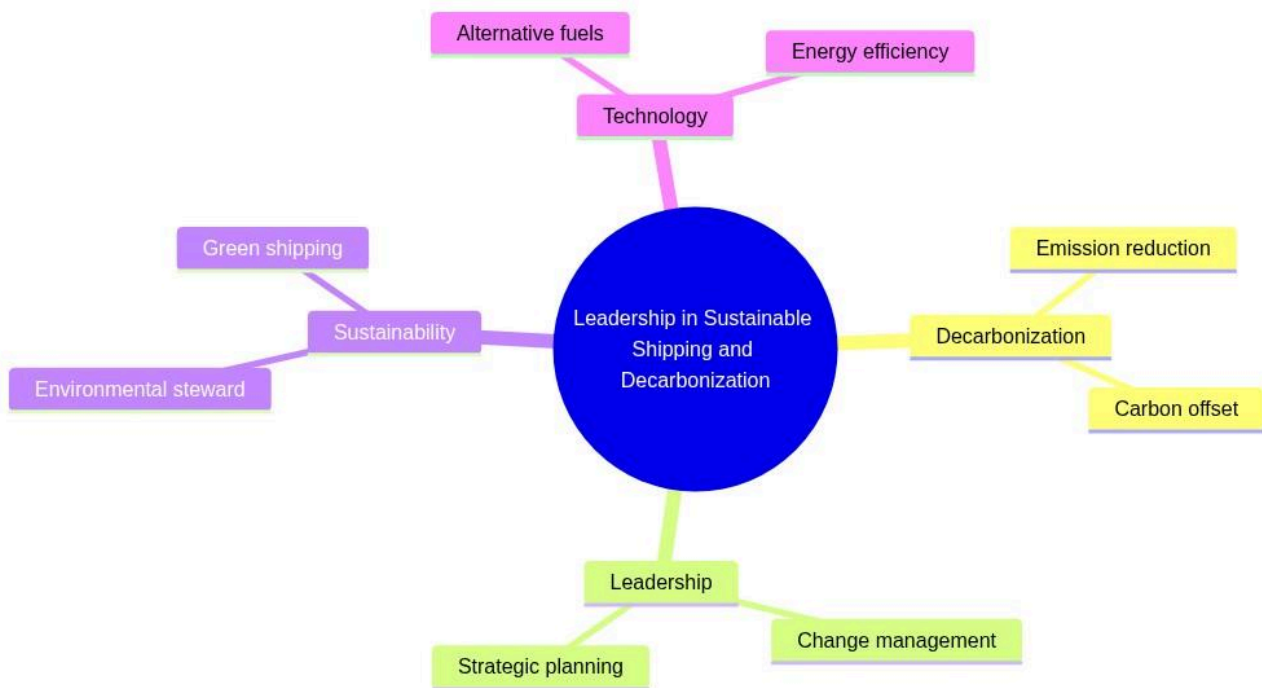 Alternative fuels
Energy efficiency
Technology
Green shipping
Emission reduction
Leadership in Sustainable
Shipping and
Decarbonization
Sustainability
Decarbonization
Environmental steward
Carbon offset
Leadership
Change management
Strategic planning